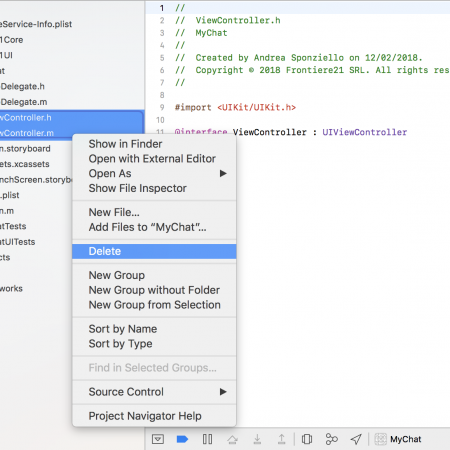 eService-Info.plist
1Core
1UI
at
Delegate.h
Delegate.m
wController.h
wController.m
n.storyboard
ets.xcassets
nchScreen.storyb
.plist
n.m
atTests
atUITests
cts
works
1
2
3
4
5
6
7
8
9
10
11
//
// ViewController.h
// MyChat
//
// Created by Andrea Sponziello on 12/02/2018.
// Copyright © 2018 Frontiere21 SRL. All rights res
//
#import <UIKit/UIKit.h>
@interface ViewController : UIViewController
Show in Finder
Open with External Editor
Open As
Show File Inspector
New File...
Add Files to “MyChat”...
Delete
New Group
New Group without Folder
New Group from Selection
Sort by Name
Sort by Type
Find in Selected Groups...
Source Control
Project Navigator Help
MyChat